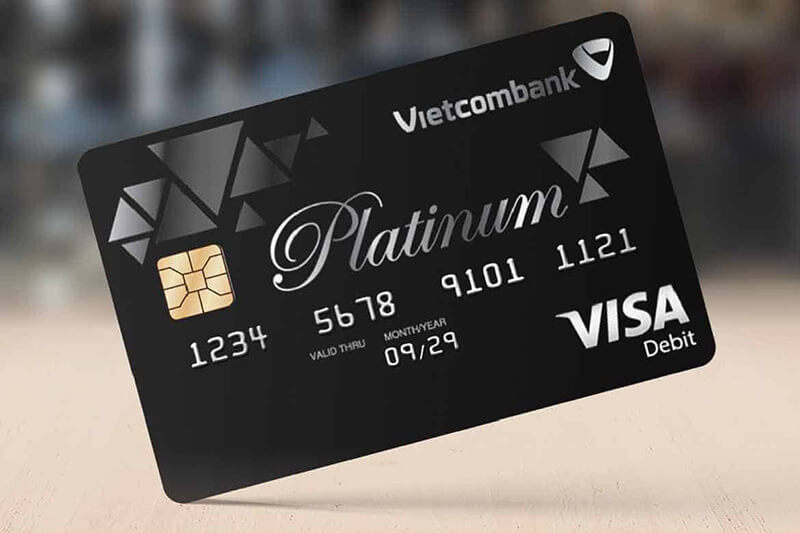 Vietcombank
Platinum
1234 5678 9101 1121
VALID THRU
MONTH/YEAR
09/29
VISA
Debit